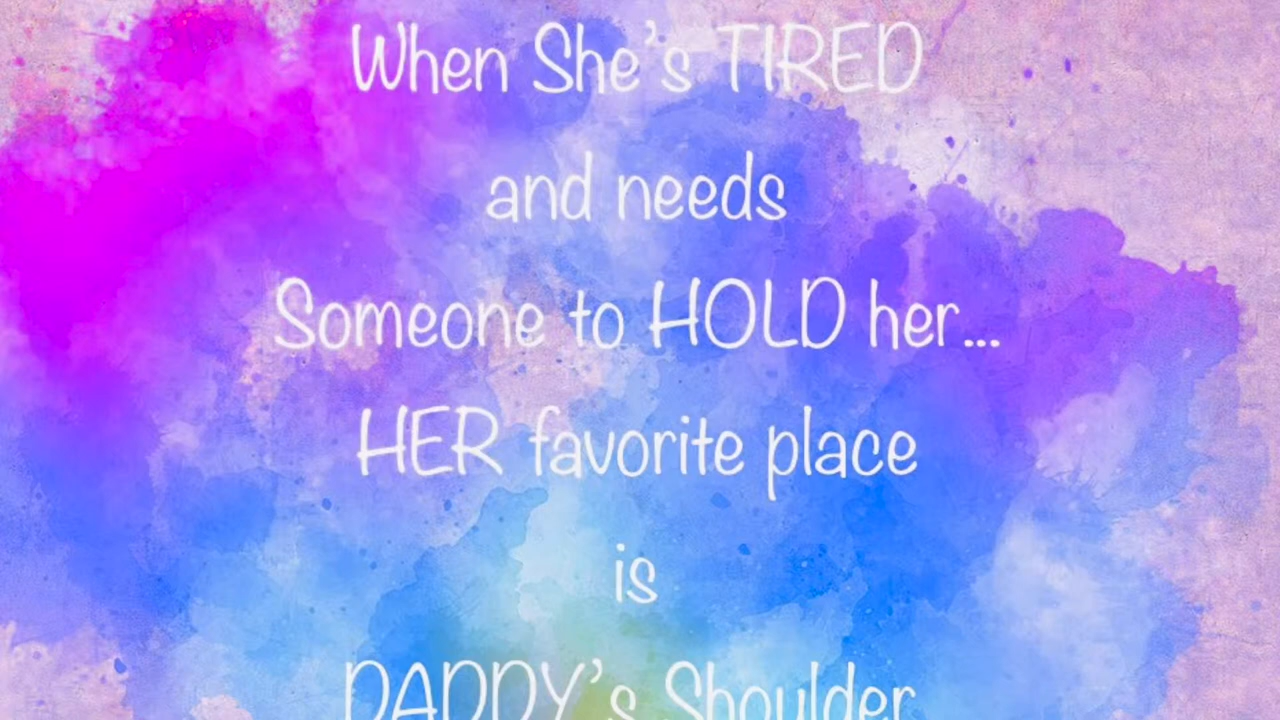 When She's TIRED
and needs
Someone to HOLD her...
HER favorite place
is
DADDY's Shoulder